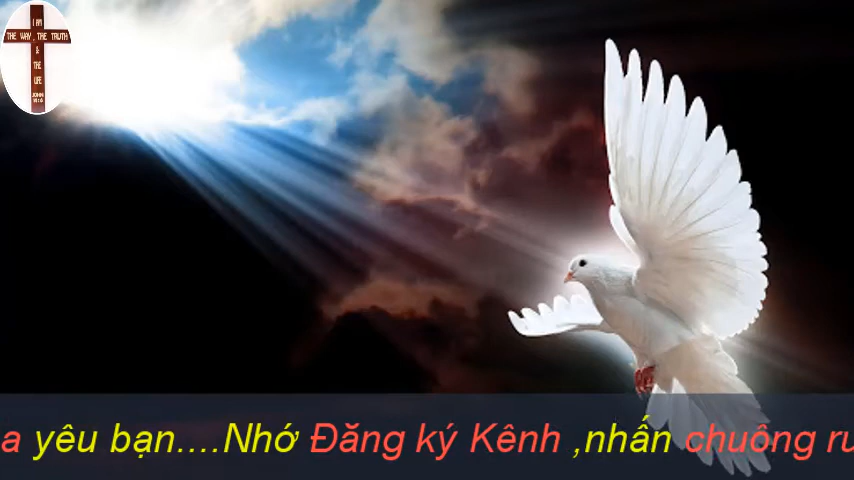 I AM
THE WAY, THE TRUTH
&
THE
LIFE
JOHN
a yêu bạn....Nhớ Đăng ký Kênh ,nhấn chuông ru